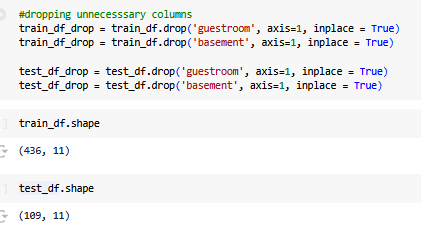 #dropping unnecesssary columns
train_df_drop = train_df.drop('guestroom', axis=1, inplace = True)
train_df_drop = train_df.drop('basement', axis=1, inplace = True)
test_df_drop = test_df.drop('guestroom', axis=1, inplace = True)
test_df_drop = test_df.drop('basement', axis=1, inplace = True)
] train_df.shape
(436, 11)
] test_df.shape
(109, 11)